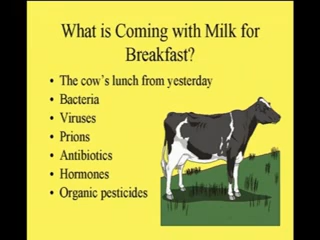 What is Coming with Milk for
Breakfast?
• The cow's lunch from yesterday
• Bacteria
• Viruses
• Prions
• Antibiotics
• Hormones
• Organic pesticides